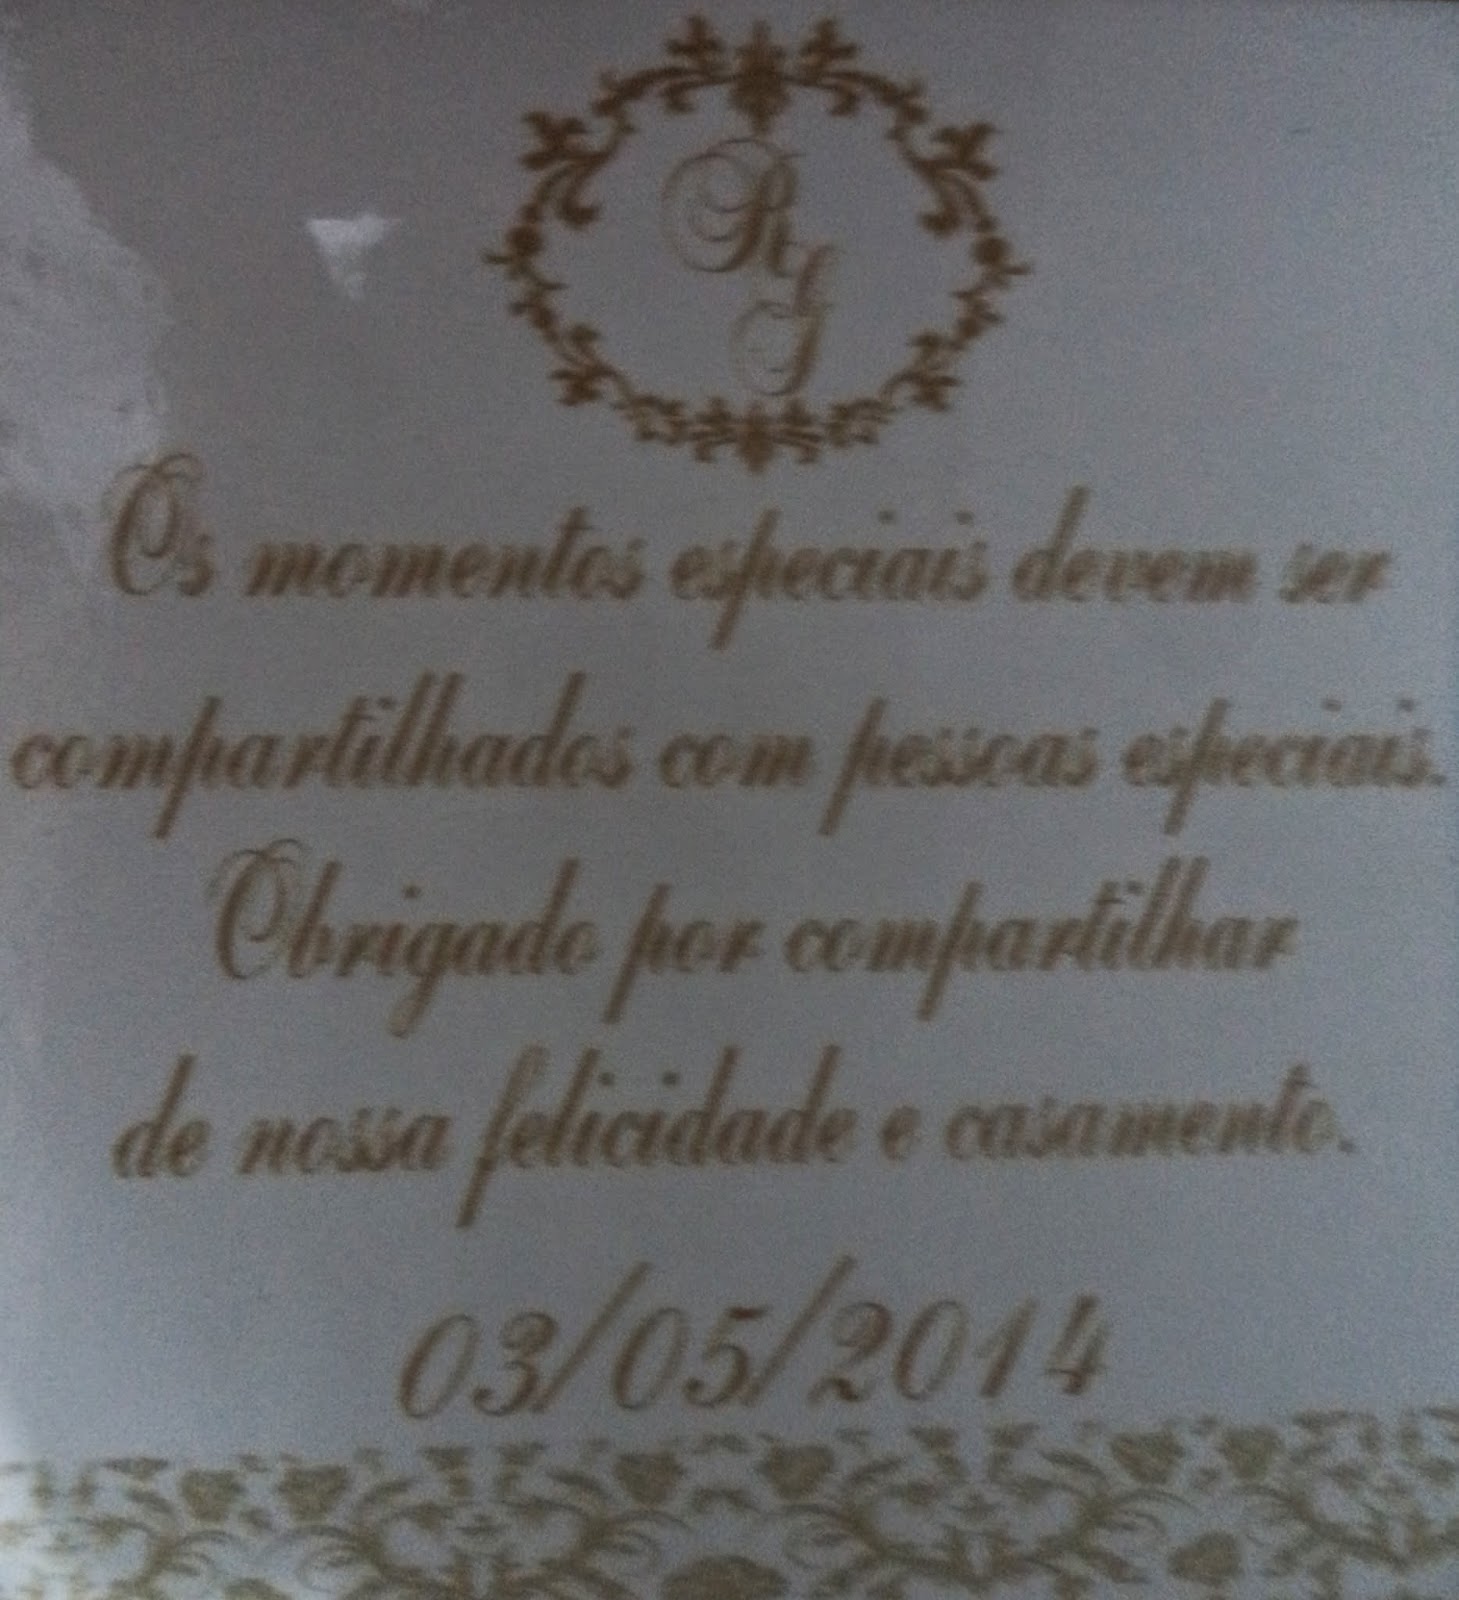 R
Os momentos especiais devem ser
compartilhados com pessoas especiais.
Obrigado por compartilhar
de nossa felicidade e casamento.
03/05/2014